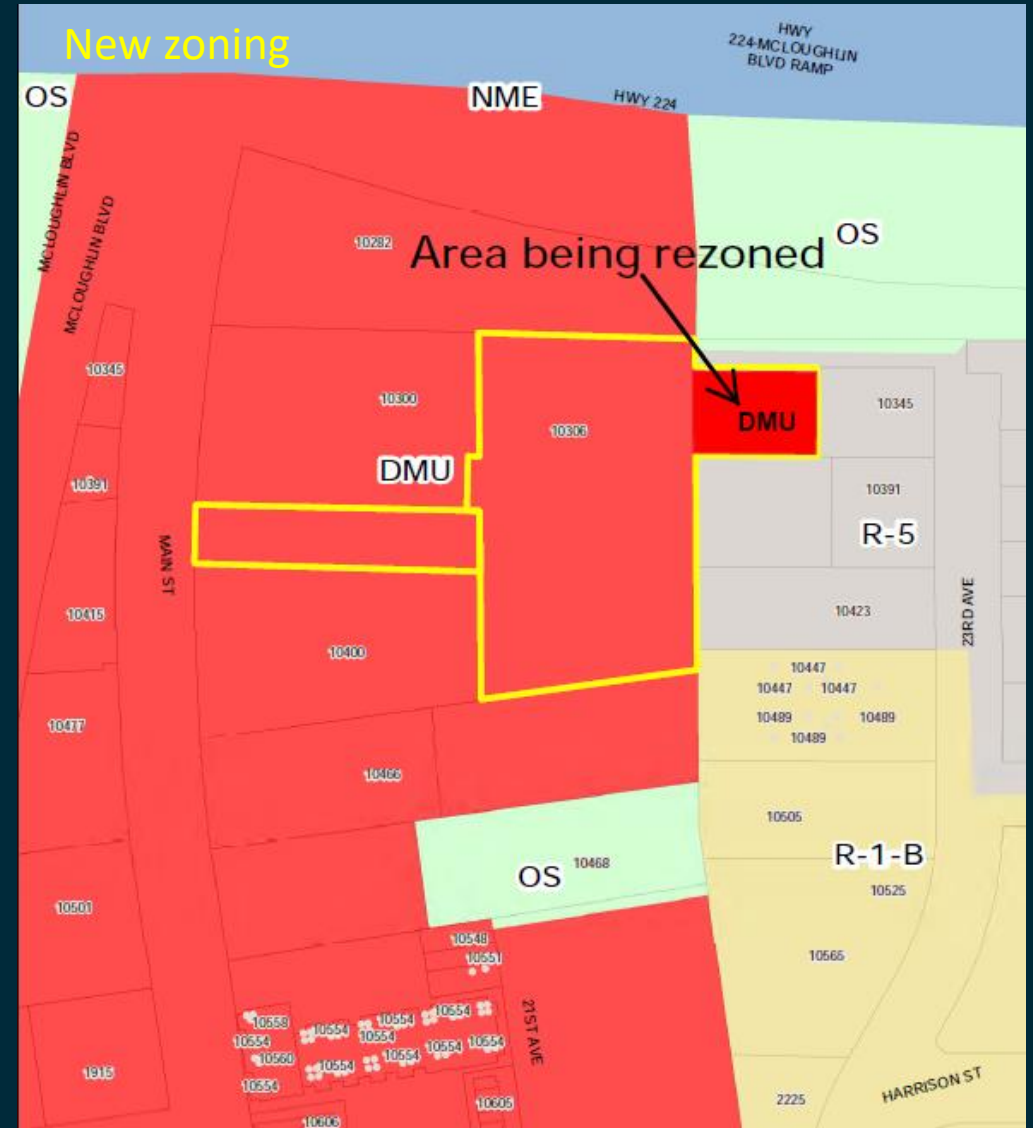 New zoning
HWY
224-MCLOUGHLIN
BLVD RAMP
OS
NME
HWY 224
MCLOUGHLIN BLVD
MCLOUGHLIN BLVD
10282
OS
Area being rezoned
10345
10300
10306
DMU
10345
DMU
10391
10391
R-5
MAIN ST
10415
10423
23RD AVE
10400
10447
10447
10447
10489
10489
10489
10477
10466
10505
R-1-B
OS
10468
10525
10501
10548
10551
10565
10558
10554
10554
10554
10554
10554
10560
10554
10554
10554
10554
10554
21ST AVE
1915
10605
2225
HARRISON ST
10606